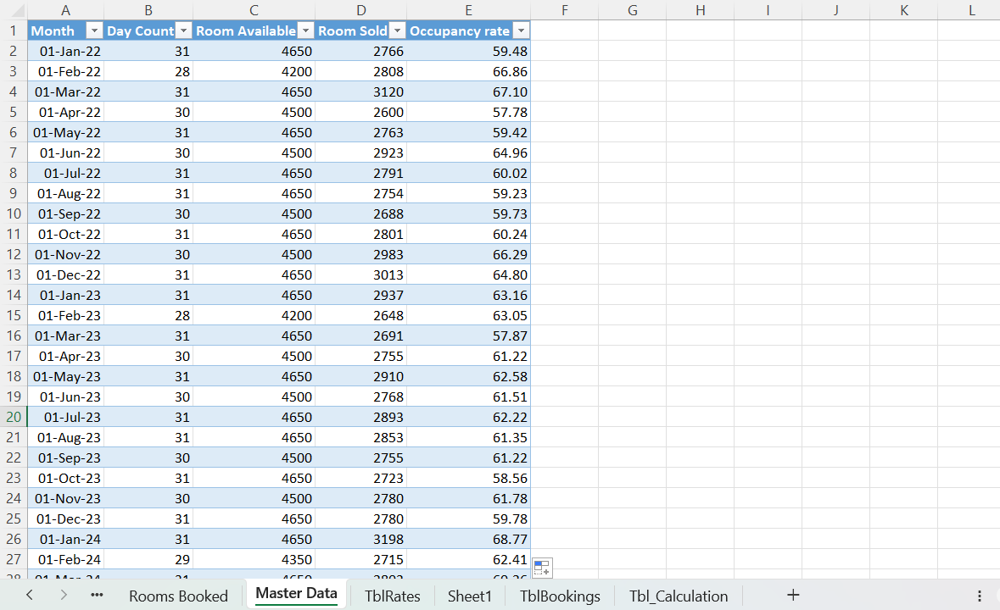 A B C D E F G H I J K L
1 Month Day Count Room Available Room Sold Occupancy rate
2 01-Jan-22 31 4650 2766 59.48
3 01-Feb-22 28 4200 2808 66.86
4 01-Mar-22 31 4650 3120 67.10
5 01-Apr-22 30 4500 2600 57.78
6 01-May-22 31 4650 2763 59.42
7 01-Jun-22 30 4500 2923 64.96
8 01-Jul-22 31 4650 2791 60.02
9 01-Aug-22 31 4650 2754 59.23
10 01-Sep-22 30 4500 2688 59.73
11 01-Oct-22 31 4650 2801 60.24
12 01-Nov-22 30 4500 2983 66.29
13 01-Dec-22 31 4650 3013 64.80
14 01-Jan-23 31 4650 2937 63.16
15 01-Feb-23 28 4200 2648 63.05
16 01-Mar-23 31 4650 2691 57.87
17 01-Apr-23 30 4500 2755 61.22
18 01-May-23 31 4650 2910 62.58
19 01-Jun-23 30 4500 2768 61.51
20 01-Jul-23 31 4650 2893 62.22
21 01-Aug-23 31 4650 2853 61.35
22 01-Sep-23 30 4500 2755 61.22
23 01-Oct-23 31 4650 2723 58.56
24 01-Nov-23 30 4500 2780 61.78
25 01-Dec-23 31 4650 2780 59.78
26 01-Jan-24 31 4650 3198 68.77
27 01-Feb-24 29 4350 2715 62.41
28 01-Mar-24 31 4650
Rooms Booked Master Data TblRates Sheet1 TblBookings Tbl_Calculation